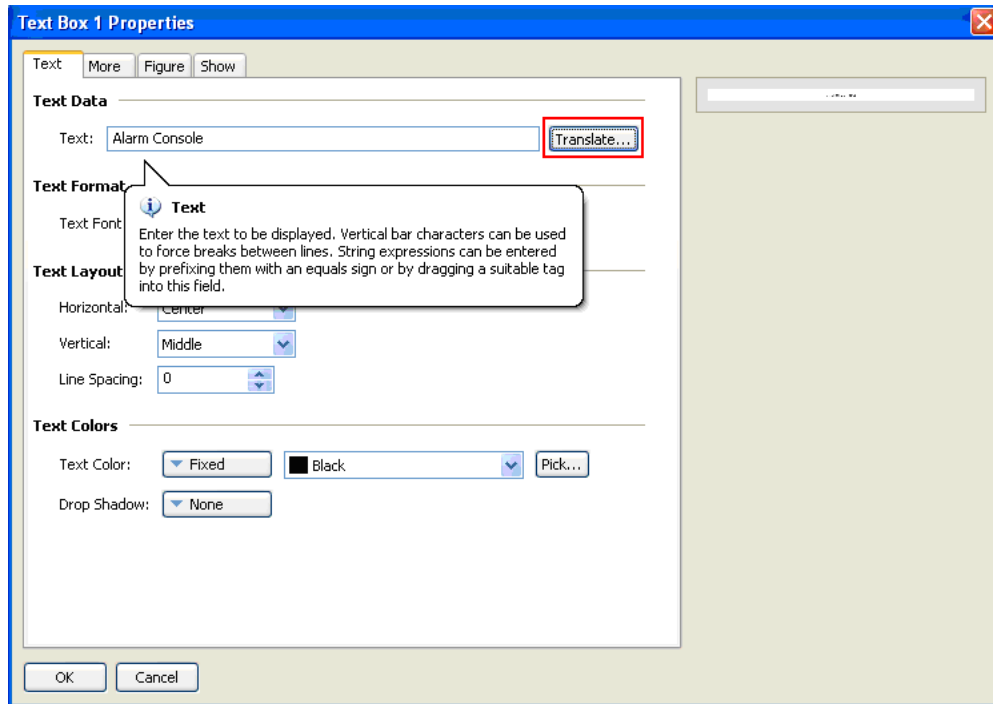 Text Box 1 Properties
Text More Figure Show
Text Data
Text: Alarm Console Translate...
Text Format
Text Font
Text
Enter the text to be displayed. Vertical bar characters can be used
to force breaks between lines. String expressions can be entered
by prefixing them with an equals sign or by dragging a suitable tag
into this field.
Text Layout
Horizontal: Center
Vertical: Middle
Line Spacing: 0
Text Colors
Text Color: Fixed Black Pick...
Drop Shadow: None
OK Cancel